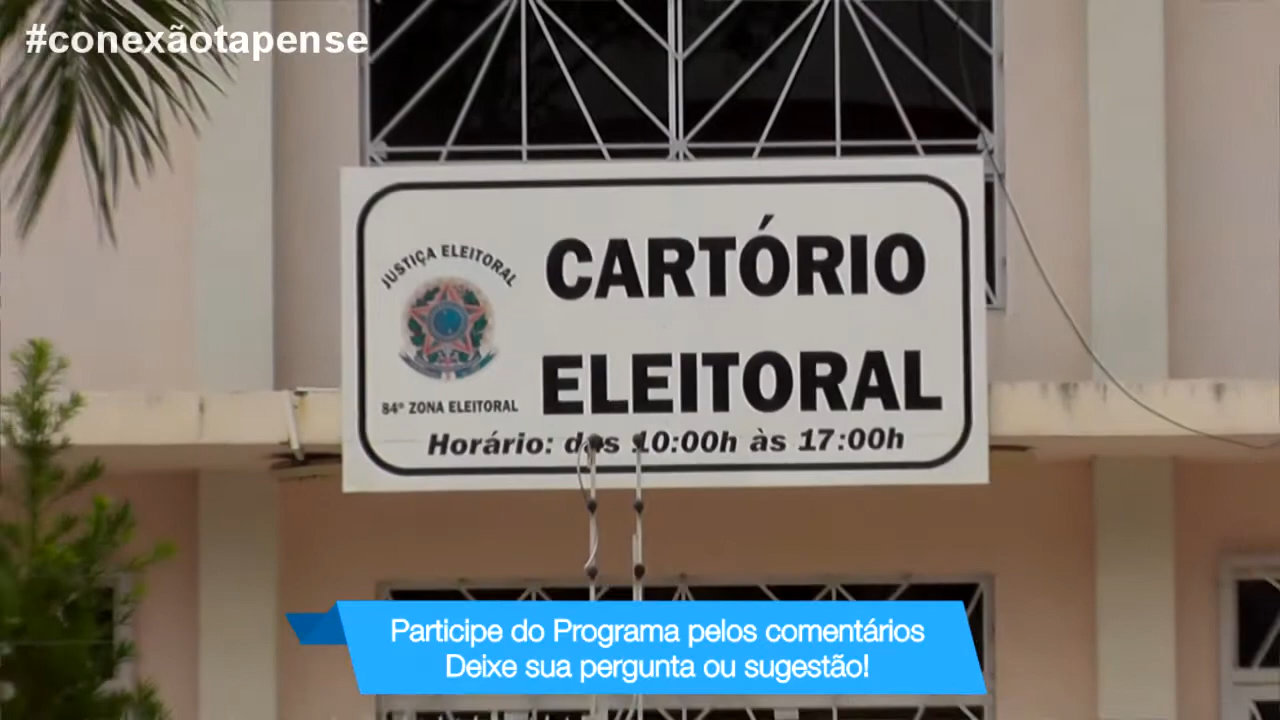 #conexãotapense
JUSTIÇA ELEITORAL
CARTÓRIO
ELEITORAL
84ª ZONA ELEITORAL
Horário: das 10:00h às 17:00h
Participe do Programa pelos comentários
Deixe sua pergunta ou sugestão!